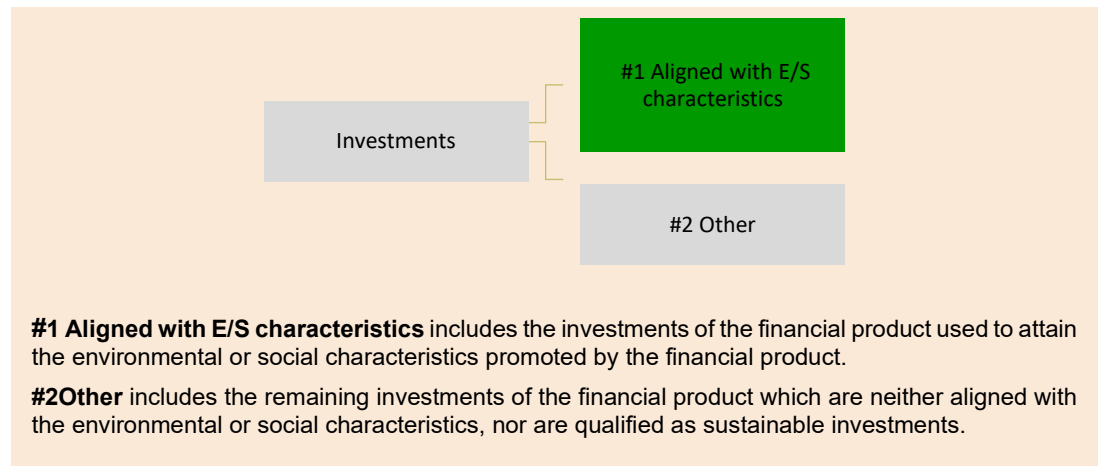 #1 Aligned with E/S
characteristics
Investments
#2 Other
#1 Aligned with E/S characteristics includes the investments of the financial product used to attain
the environmental or social characteristics promoted by the financial product.
#2Other includes the remaining investments of the financial product which are neither aligned with
the environmental or social characteristics, nor are qualified as sustainable investments.